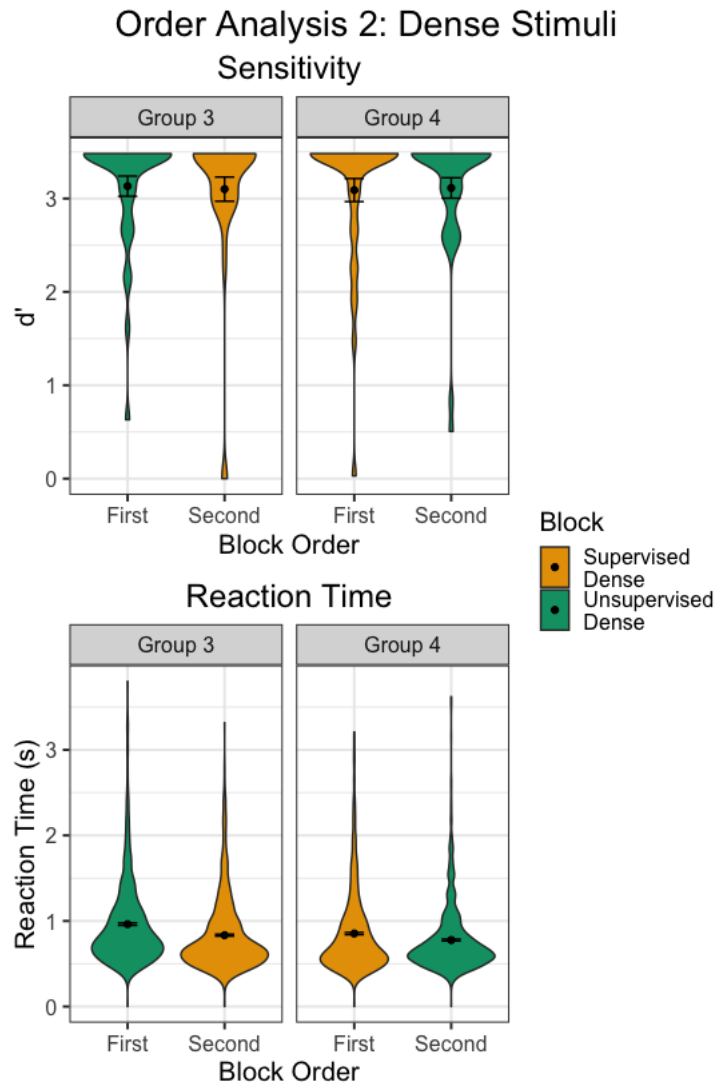 Order Analysis 2: Dense Stimuli
Sensitivity
Group 3
Group 4
d'
3
2
1
0
First
Second
First
Second
Block Order
Block
Supervised
Dense
Unsupervised
Dense
Reaction Time
Group 3
Group 4
Reaction Time (s)
3
2
1
0
First
Second
First
Second
Block Order